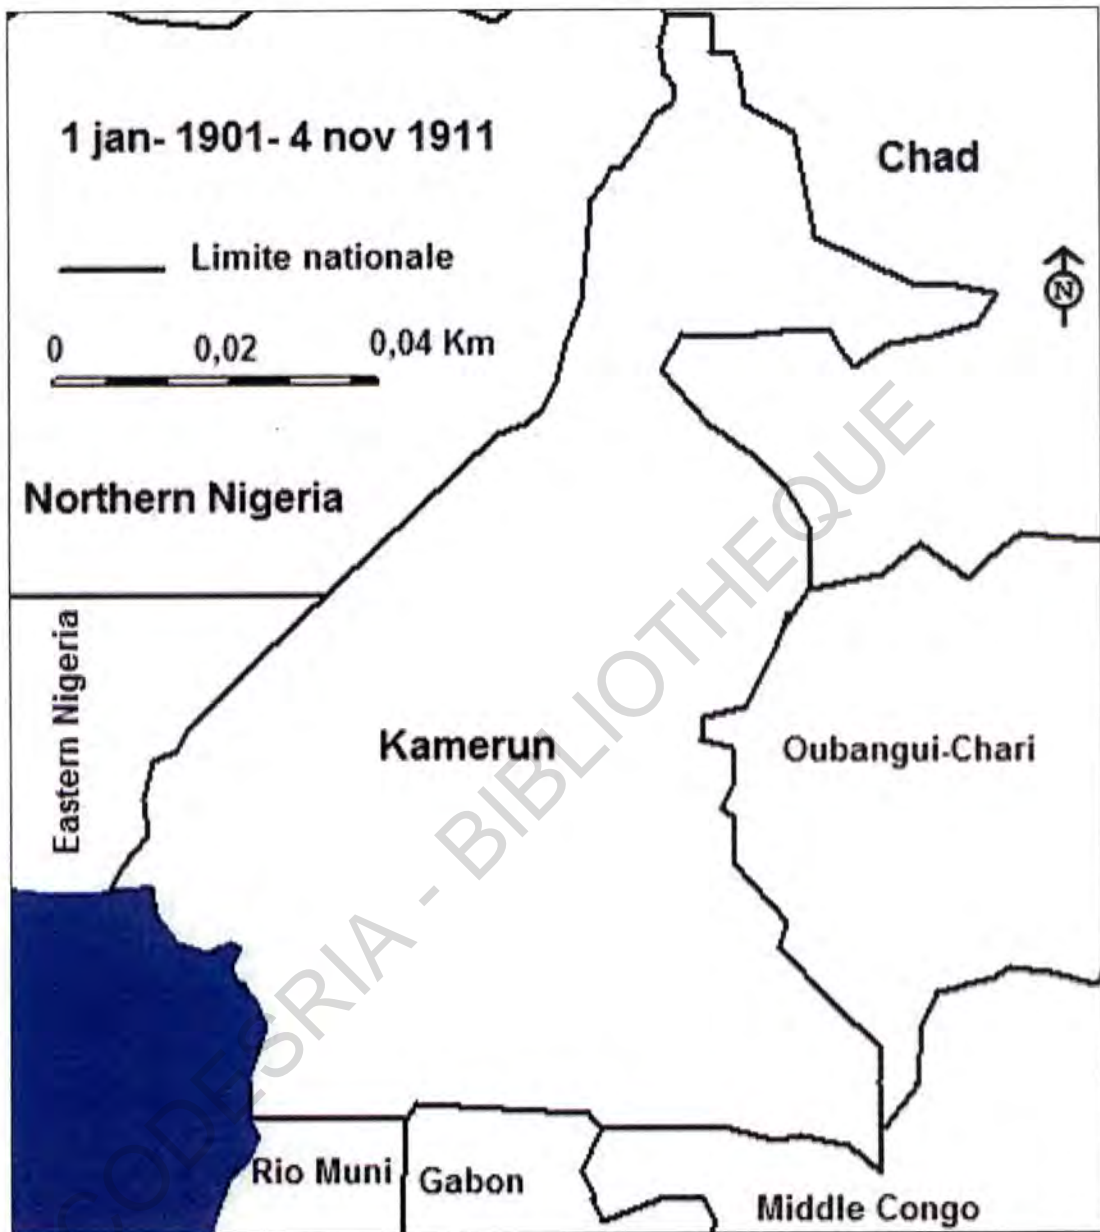 1 jan- 1901- 4 nov 1911
Chad
Limite nationale
N
0 0,02 0,04 Km
Northern Nigeria
Eastern Nigeria
Kamerun
Oubangui-Chari
Rio Muni
Gabon
Middle Congo
CODESRIA - BIBLIOTHEQUE